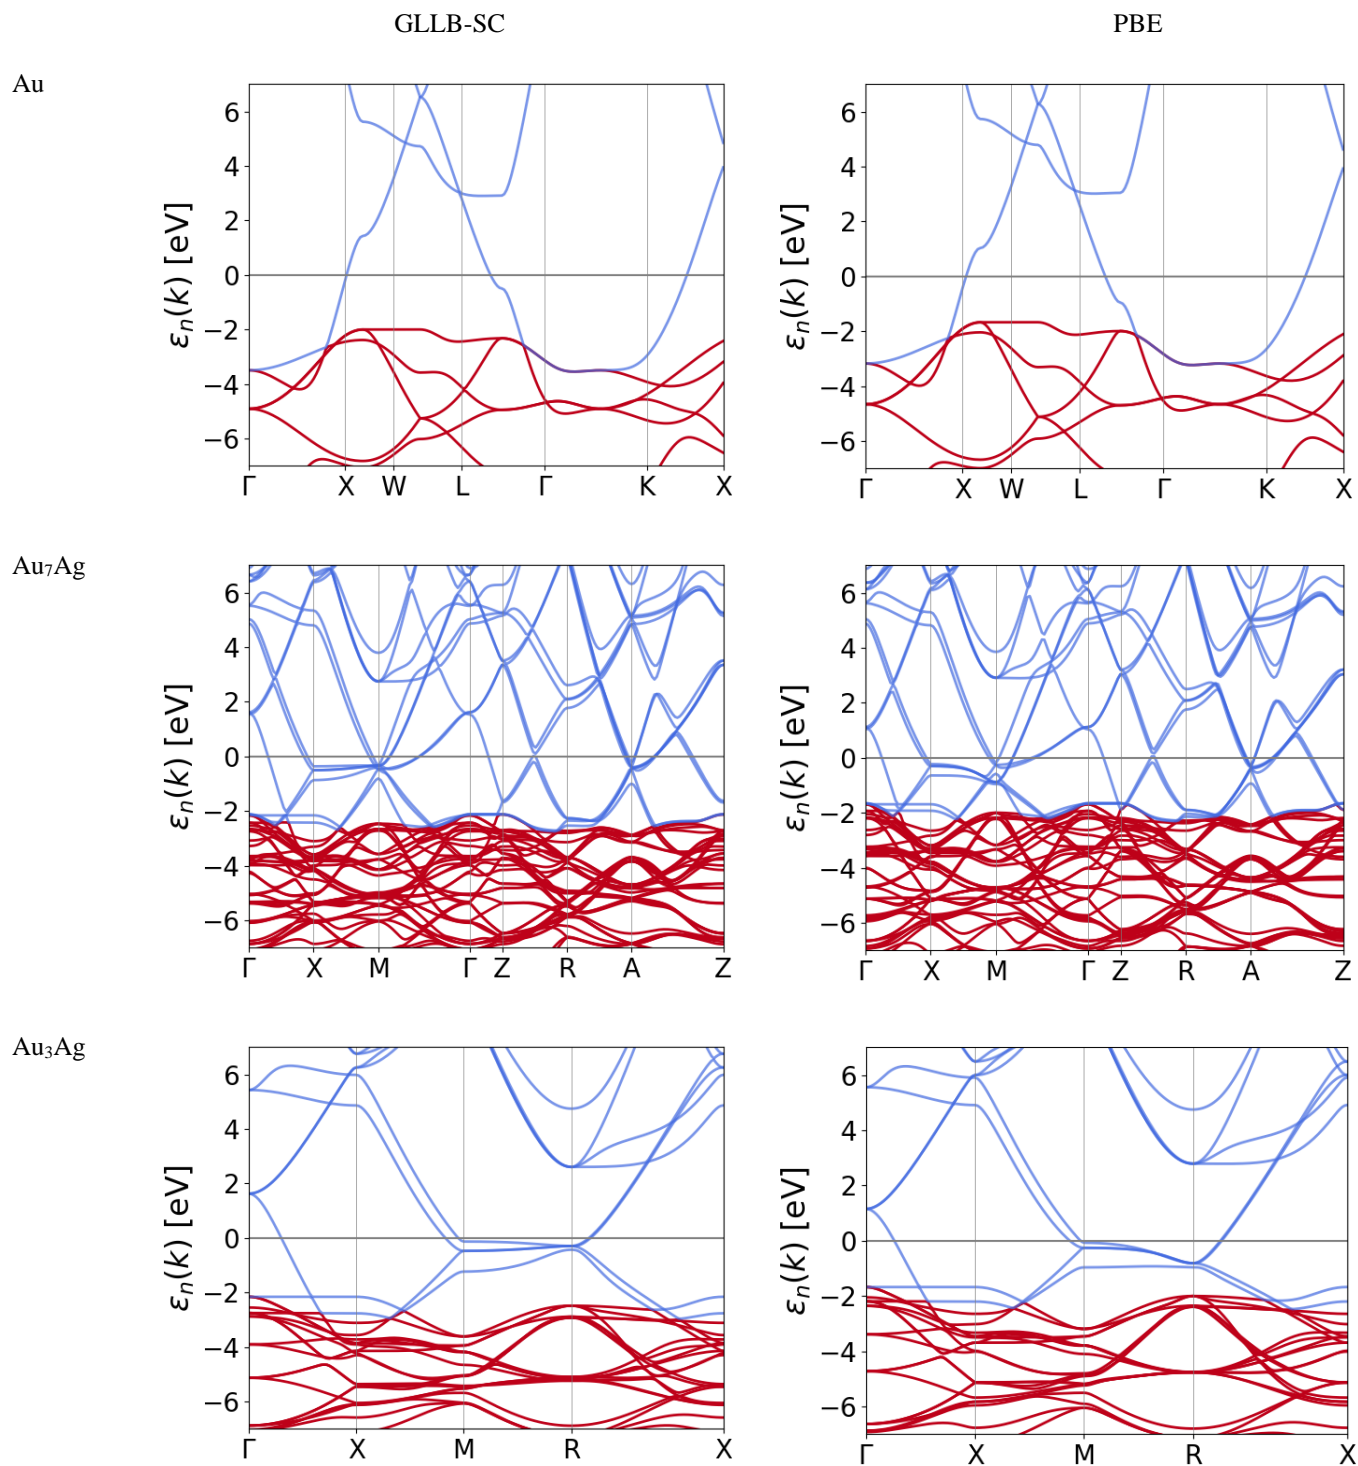 GLLB-SC PBE
Au
6 6
4 4
2 2
0 0
−2 −2
−4 −4
−6 −6
εn(k) [eV] εn(k) [eV]
Γ X W L Γ K X Γ X W L Γ K X
Au₇Ag
6 6
4 4
2 2
0 0
−2 −2
−4 −4
−6 −6
εn(k) [eV] εn(k) [eV]
Γ X M Γ Z R A Z Γ X M Γ Z R A Z
Au₃Ag
6 6
4 4
2 2
0 0
−2 −2
−4 −4
−6 −6
εn(k) [eV] εn(k) [eV]
Γ X M R X Γ X M R X